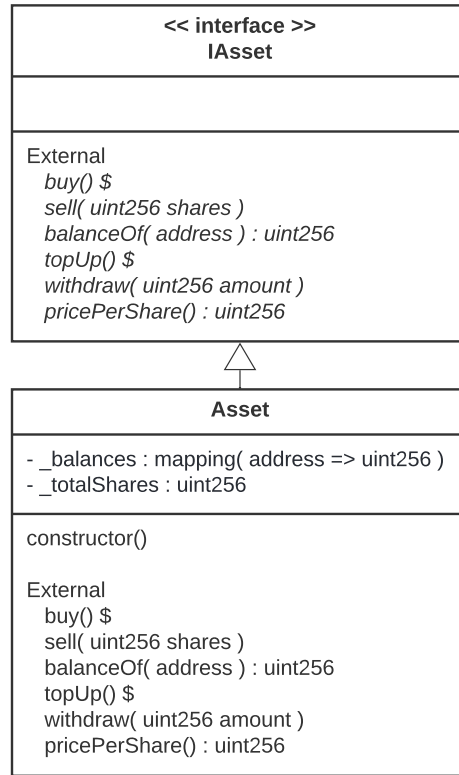 << interface >>
IAsset
External
buy() $
sell( uint256 shares )
balanceOf( address ) : uint256
topUp() $
withdraw( uint256 amount )
pricePerShare() : uint256
Asset
- _balances : mapping( address => uint256 )
- _totalShares : uint256
constructor()
External
buy() $
sell( uint256 shares )
balanceOf( address ) : uint256
topUp() $
withdraw( uint256 amount )
pricePerShare() : uint256